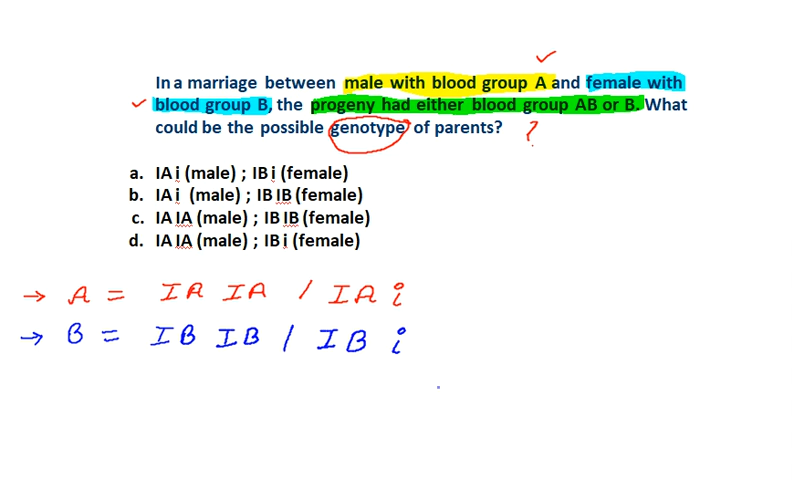 In a marriage between male with blood group A and female with
blood group B, the progeny had either blood group AB or B. What
could be the possible genotype of parents? ?
a. IA i (male) ; IB i (female)
b. IA i (male) ; IB IB (female)
c. IA IA (male) ; IB IB (female)
d. IA IA (male) ; IB i (female)
→ A = IA IA / IA i
→ B = IB IB / IB i